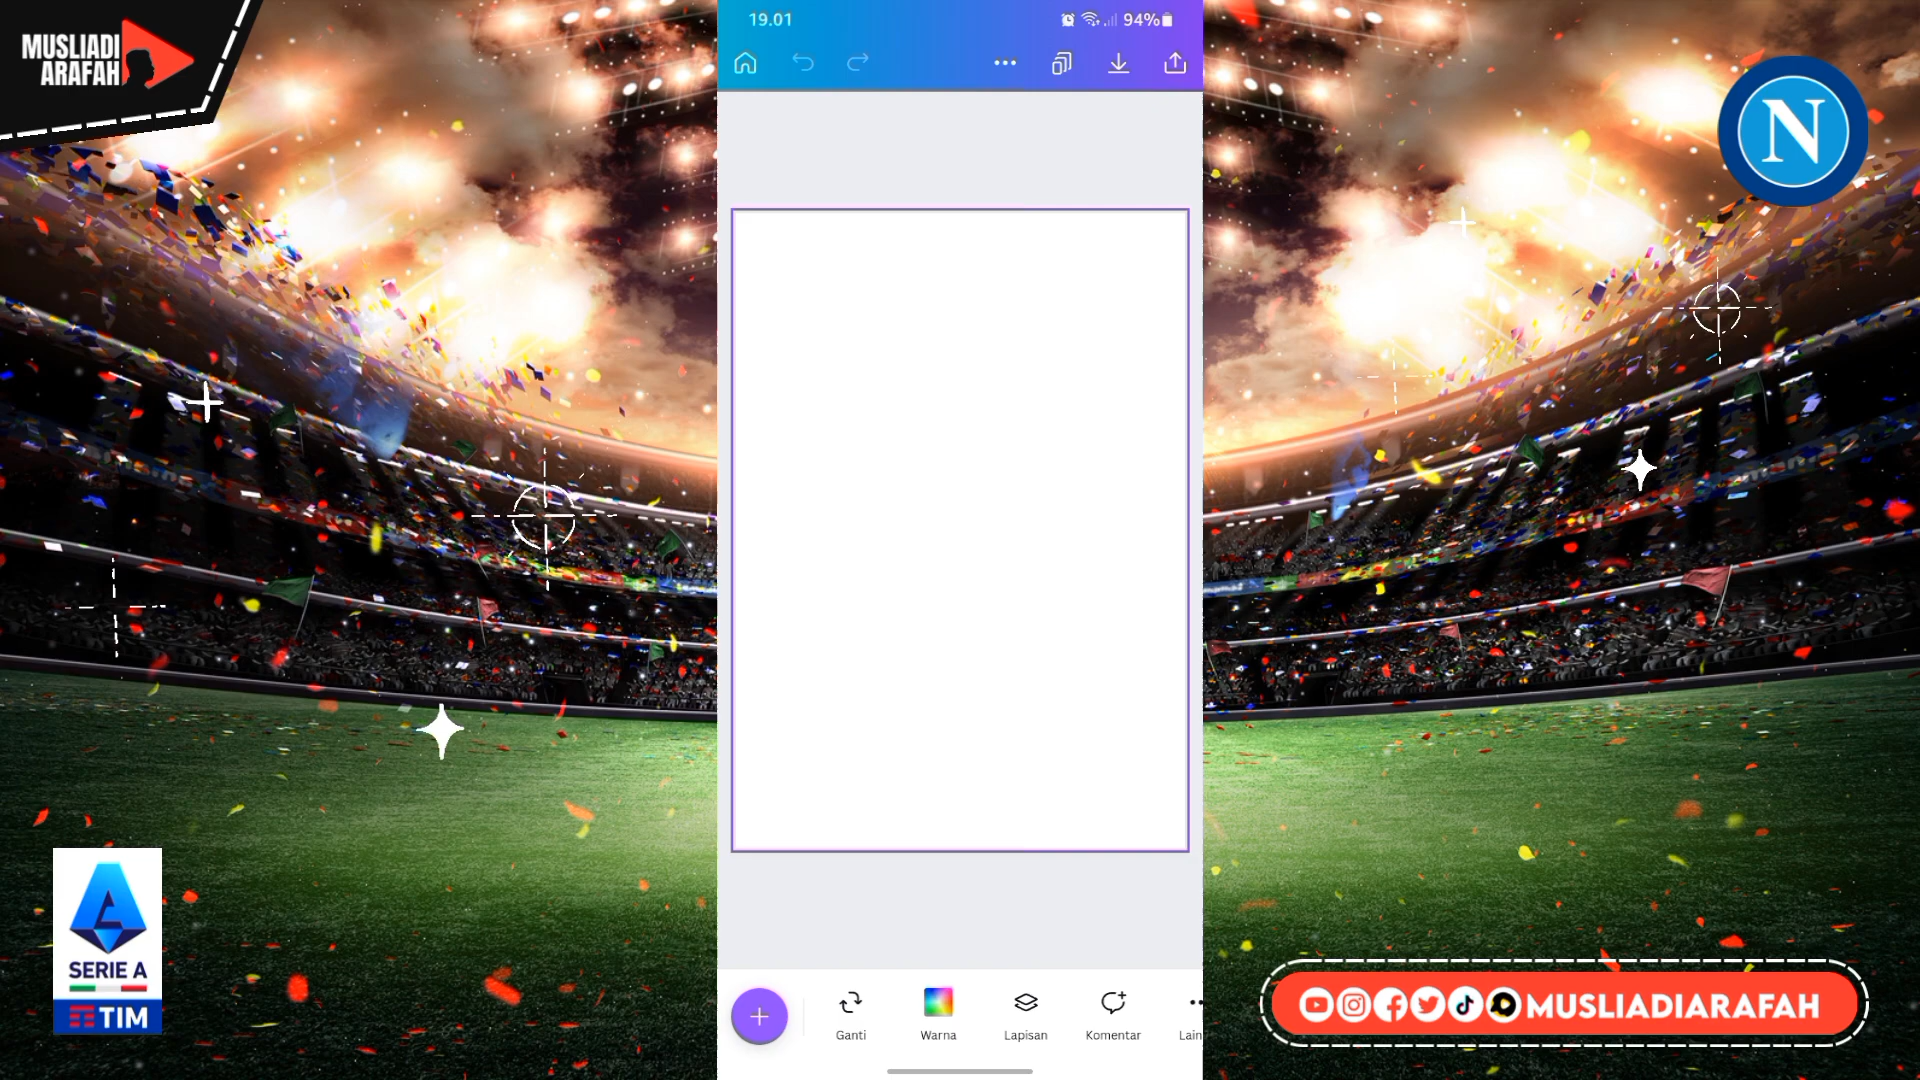 MUSLIADI
ARAFAH
19.01
94%
N
Ganti
Warna
Lapisan
Komentar
Lain
SERIE A
TIM
MUSLIADIARAFAH